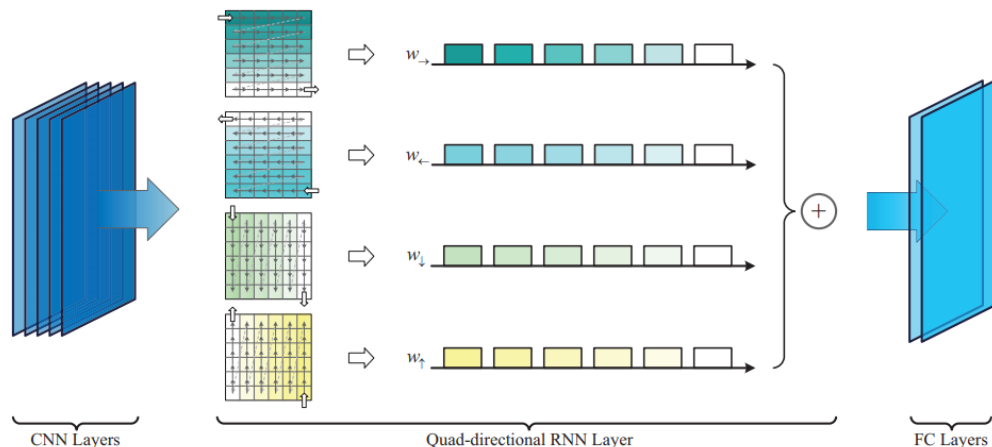 w→
w←
w↓
w↑
+
CNN Layers
Quad-directional RNN Layer
FC Layers